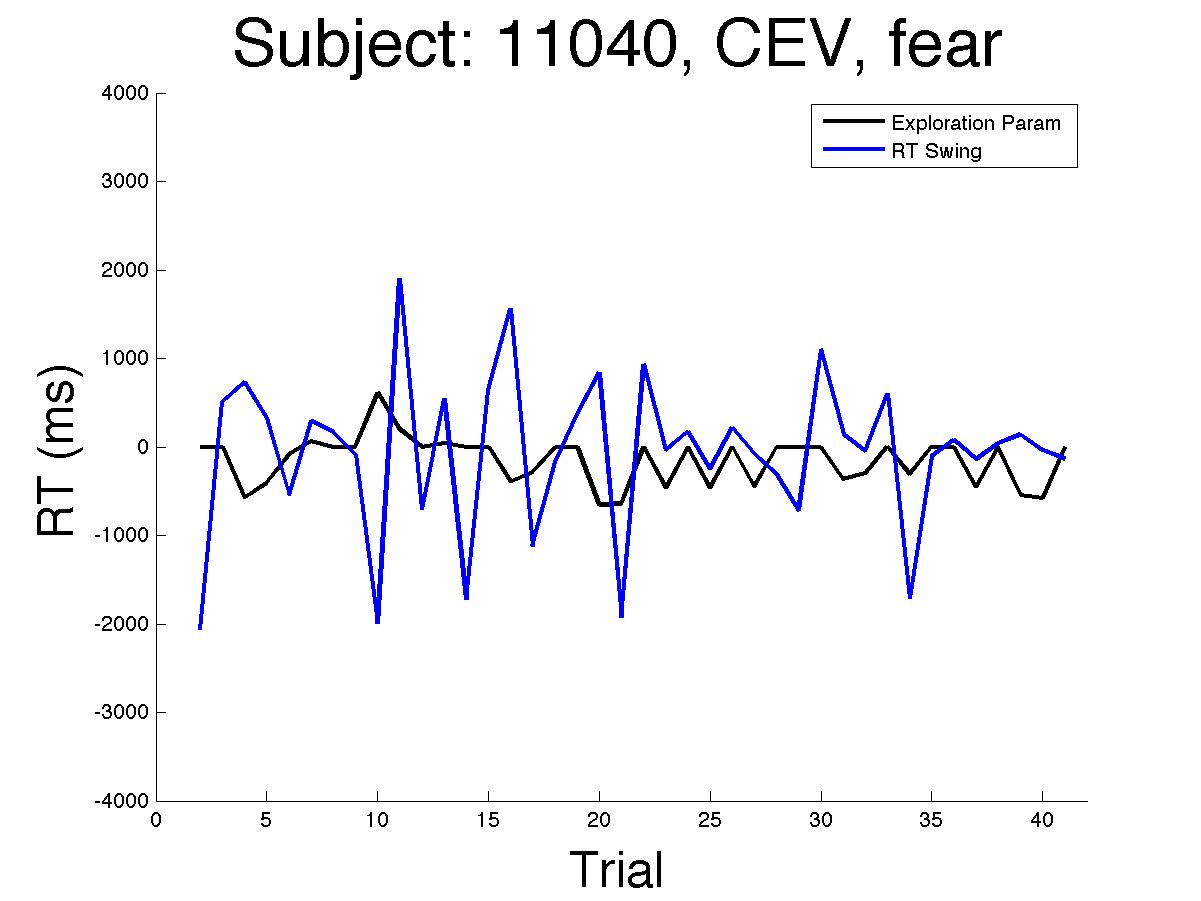 Subject: 11040, CEV, fear
4000
3000
2000
1000
0
-1000
-2000
-3000
-4000
RT (ms)
Exploration Param
RT Swing
0 5 10 15 20 25 30 35 40
Trial